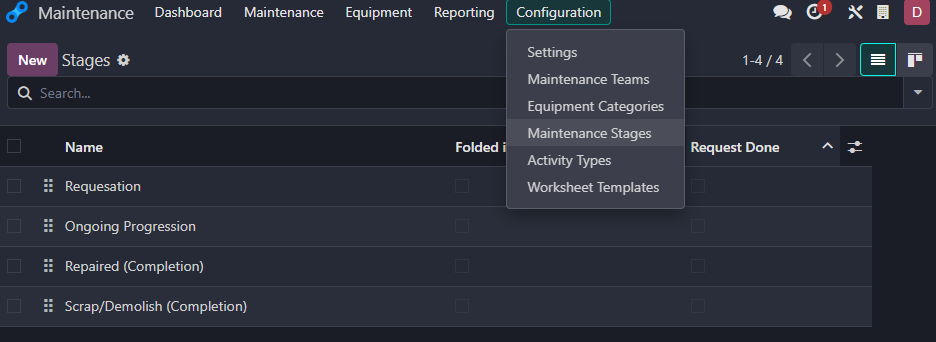 Maintenance Dashboard Maintenance Equipment Reporting Configuration 1 D
New Stages 1-4 / 4
Search...
Settings
Maintenance Teams
Equipment Categories
Maintenance Stages
Activity Types
Worksheet Templates
Name Folded i Request Done
Requesation
Ongoing Progression
Repaired (Completion)
Scrap/Demolish (Completion)